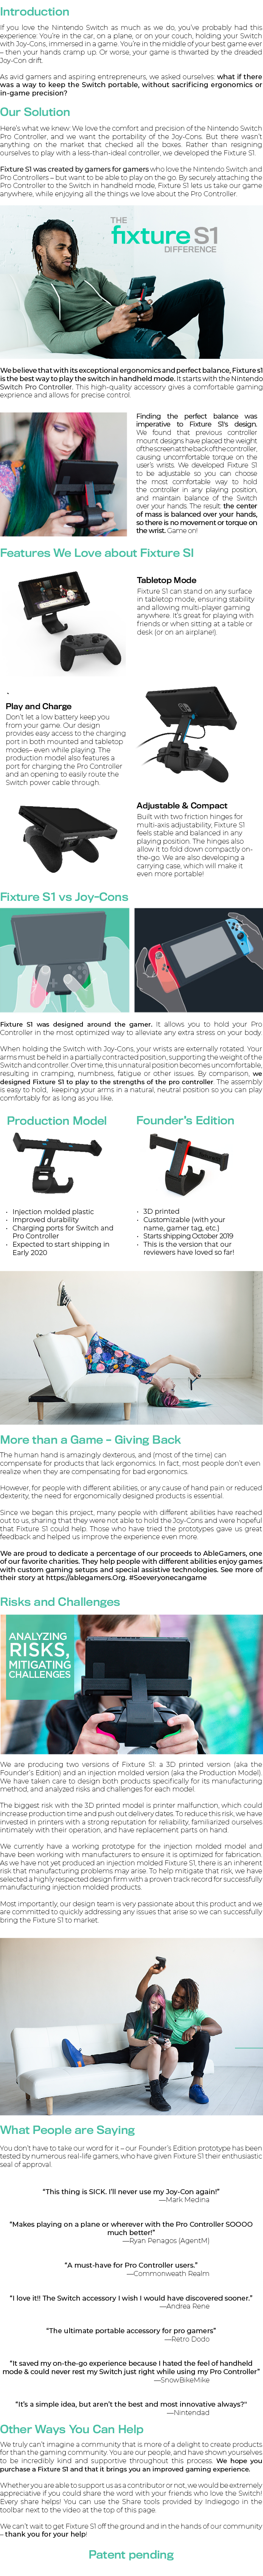 Introduction
If you love the Nintendo Switch as much as we do, you've probably had this
experience: You're in the car, on a plane, or on your couch, holding your Switch
with Joy-Cons, immersed in a game. You're in the middle of your best game ever
– then your hands cramp up. Or worse, your game is thwarted by the dreaded
Joy-Con drift.
As avid gamers and aspiring entrepreneurs, we asked ourselves: what if there
was a way to keep the Switch portable, without sacrificing ergonomics or
in-game precision?
Our Solution
Here's what we knew: We love the comfort and precision of the Nintendo Switch
Pro Controller, and we want the portability of the Joy-Cons. But there wasn't
anything on the market that checked all the boxes. Rather than resigning
ourselves to play with a less-than-ideal controller, we developed the Fixture S1.
Fixture S1 was created by gamers for gamers who love the Nintendo Switch and
Pro Controllers – but want to be able to play on the go. By securely attaching the
Pro Controller to the Switch in handheld mode, Fixture S1 lets us take our game
anywhere, while enjoying all the things we love about the Pro Controller.
THE
fixture S1
DIFFERENCE
We believe that with its exceptional ergonomics and perfect balance, Fixture s1
is the best way to play the switch in handheld mode. It starts with the Nintendo
Switch Pro Controller. This high-quality accessory gives a comfortable gaming
exprience and allows for precise control.
Finding the perfect balance was
imperative to Fixture S1's design.
We found that previous controller
mount designs have placed the weight
of the screen at the back of the controller,
causing uncomfortable torque on the
user's wrists. We developed Fixture S1
to be adjustable so you can choose
the most comfortable way to hold
the controller in any playing position,
and maintain balance of the Switch
over your hands. The result: the center
of mass is balanced over your hands,
so there is no movement or torque on
the wrist. Game on!
Features We Love about Fixture S1
Tabletop Mode
Fixture S1 can stand on any surface
in tabletop mode, ensuring stability
and allowing multi-player gaming
anywhere. It's great for playing with
friends or when sitting at a table or
desk (or on an airplane!).
Play and Charge
Don't let a low battery keep you
from your game. Our design
provides easy access to the charging
port in both mounted and tabletop
modes– even while playing. The
production model also features a
port for charging the Pro Controller
and an opening to easily route the
Switch power cable through.
Adjustable & Compact
Built with two friction hinges for
multi-axis adjustability, Fixture S1
feels stable and balanced in any
playing position. The hinges also
allow it to fold down compactly on-
the-go. We are also developing a
carrying case, which will make it
even more portable!
Fixture S1 vs Joy-Cons
Fixture S1 was designed around the gamer. It allows you to hold your Pro
Controller in the most optimized way to alleviate any extra stress on your body.
When holding the Switch with Joy-Cons, your wrists are externally rotated. Your
arms must be held in a partially contracted position, supporting the weight of the
Switch and controller. Over time, this unnatural position becomes uncomfortable,
resulting in cramping, numbness, fatigue or other issues. By comparison, we
designed Fixture S1 to play to the strengths of the pro controller. The assembly
is easy to hold, keeping your arms in a natural, neutral position so you can play
comfortably for as long as you like.
Production Model
• Injection molded plastic
• Improved durability
• Charging ports for Switch and
Pro Controller
• Expected to start shipping in
Early 2020
Founder's Edition
• 3D printed
• Customizable (with your
name, gamer tag, etc.)
• Starts shipping October 2019
• This is the version that our
reviewers have loved so far!
More than a Game – Giving Back
The human hand is amazingly dexterous, and (most of the time) can
compensate for products that lack ergonomics. In fact, most people don't even
realize when they are compensating for bad ergonomics.
However, for people with different abilities, or any cause of hand pain or reduced
dexterity, the need for ergonomically designed products is essential.
Since we began this project, many people with different abilities have reached
out to us, sharing that they were not able to hold the Joy-Cons and were hopeful
that Fixture S1 could help. Those who have tried the prototypes gave us great
feedback and helped us improve the experience even more.
We are proud to dedicate a percentage of our proceeds to AbleGamers, one
of our favorite charities. They help people with different abilities enjoy games
with custom gaming setups and special assistive technologies. See more of
their story at https://ablegamers.Org. #Soeveryonecangame
Risks and Challenges
ANALYZING
RISKS,
MITIGATING
CHALLENGES
We are producing two versions of Fixture S1: a 3D printed version (aka the
Founder's Edition) and an injection molded version (aka the Production Model).
We have taken care to design both products specifically for its manufacturing
method, and analyzed risks and challenges for each model.
The biggest risk with the 3D printed model is printer malfunction, which could
increase production time and push out delivery dates. To reduce this risk, we have
invested in printers with a strong reputation for reliability, familiarized ourselves
intimately with their operation, and have replacement parts on hand.
We currently have a working prototype for the injection molded model and
have been working with manufacturers to ensure it is optimized for fabrication.
As we have not yet produced an injection molded Fixture S1, there is an inherent
risk that manufacturing problems may arise. To help mitigate that risk, we have
selected a highly respected design firm with a proven track record for successfully
manufacturing injection molded products.
Most importantly, our design team is very passionate about this product and we
are committed to quickly addressing any issues that arise so we can successfully
bring the Fixture S1 to market.
What People are Saying
You don't have to take our word for it – our Founder's Edition prototype has been
tested by numerous real-life gamers, who have given Fixture S1 their enthusiastic
seal of approval.
"This thing is SICK. I'll never use my Joy-Con again!"
—Mark Medina
"Makes playing on a plane or wherever with the Pro Controller SOOOO
much better!"
—Ryan Penagos (AgentM)
"A must-have for Pro Controller users."
—Commonweath Realm
"I love it!! The Switch accessory I wish I would have discovered sooner."
—Andrea Rene
"The ultimate portable accessory for pro gamers"
—Retro Dodo
"It saved my on-the-go experience because I hated the feel of handheld
mode & could never rest my Switch just right while using my Pro Controller"
—SnowBikeMike
"It's a simple idea, but aren't the best and most innovative always?"
—Nintendad
Other Ways You Can Help
We truly can't imagine a community that is more of a delight to create products
for than the gaming community. You are our people, and have shown yourselves
to be incredibly kind and supportive throughout this process. We hope you
purchase a Fixture S1 and that it brings you an improved gaming experience.
Whether you are able to support us as a contributor or not, we would be extremely
appreciative if you could share the word with your friends who love the Switch!
Every share helps! You can use the Share tools provided by Indiegogo in the
toolbar next to the video at the top of this page.
We can't wait to get Fixture S1 off the ground and in the hands of our community
– thank you for your help!
Patent pending